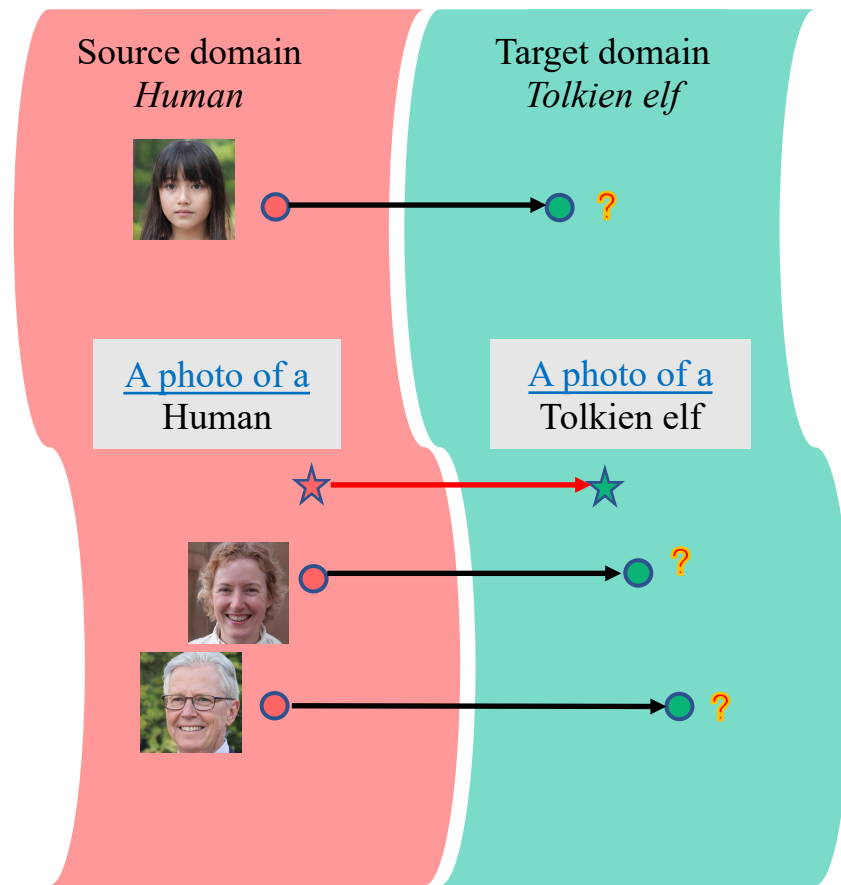 Source domain
Human
Target domain
Tolkien elf
?
A photo of a
Human
A photo of a
Tolkien elf
?
?